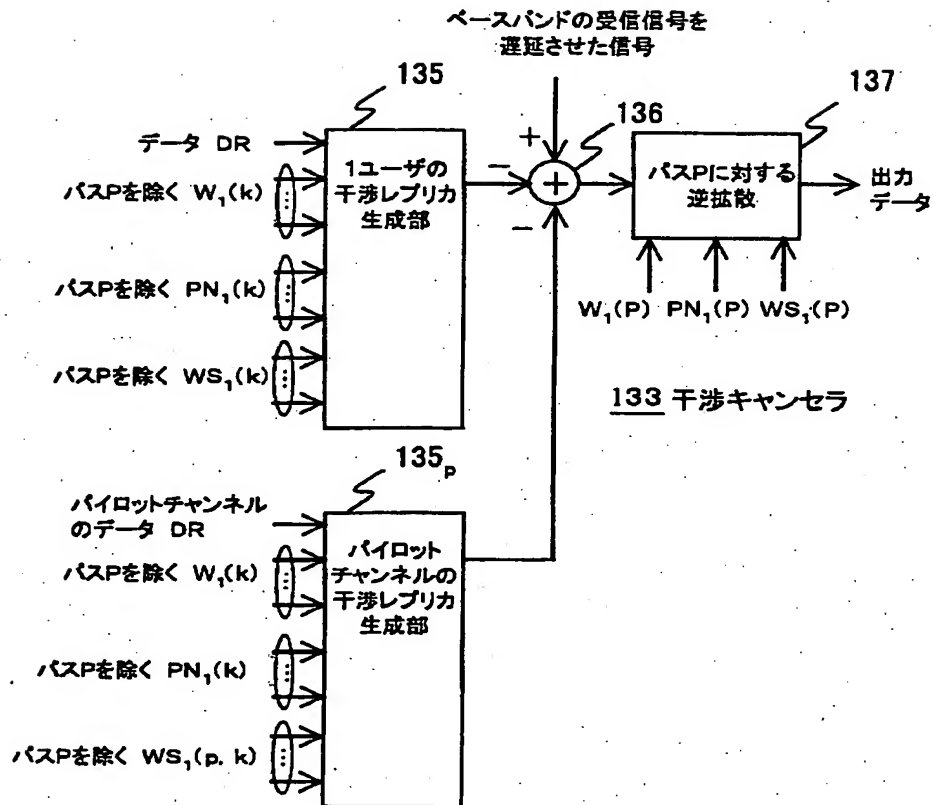 ベースバンドの受信信号を
遅延させた信号
135
136
137
データ DR
パスPを除く W₁(k)
パスPを除く PN₁(k)
パスPを除く WS₁(k)
1ユーザの
干渉レプリカ
生成部
+
−
+
−
パスPに対する
逆拡散
出力
データ
W₁(P) PN₁(P) WS₁(P)
133 干渉キャンセラ
135p
パイロットチャンネル
のデータ DR
パスPを除く W₁(k)
パスPを除く PN₁(k)
パスPを除く WS₁(p. k)
パイロット
チャンネルの
干渉レプリカ
生成部